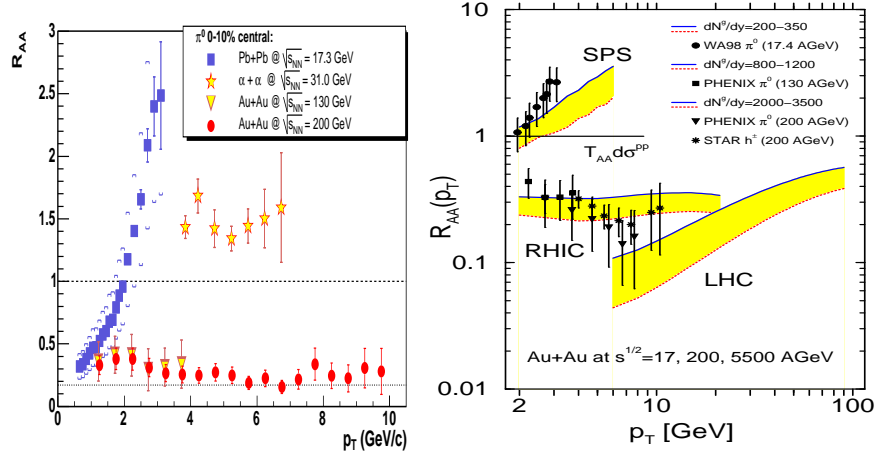 R_AA
3
2.5
2
1.5
1
0.5
0
0
2
4
6
8
10
p_T (GeV/c)
π⁰ 0-10% central:
Pb+Pb @ √s_NN = 17.3 GeV
α + α @ √s_NN = 31.0 GeV
Au+Au @ √s_NN = 130 GeV
Au+Au @ √s_NN = 200 GeV
R_AA(p_T)
10
1
0.1
0.01
2
10
100
p_T [GeV]
dN^g/dy=200−350
WA98 π^o (17.4 AGeV)
dN^g/dy=800−1200
PHENIX π^o (130 AGeV)
dN^g/dy=2000−3500
PHENIX π^o (200 AGeV)
STAR h^± (200 AGeV)
SPS
T_AA dσ^pp
RHIC
LHC
Au+Au at s^1/2=17, 200, 5500 AGeV